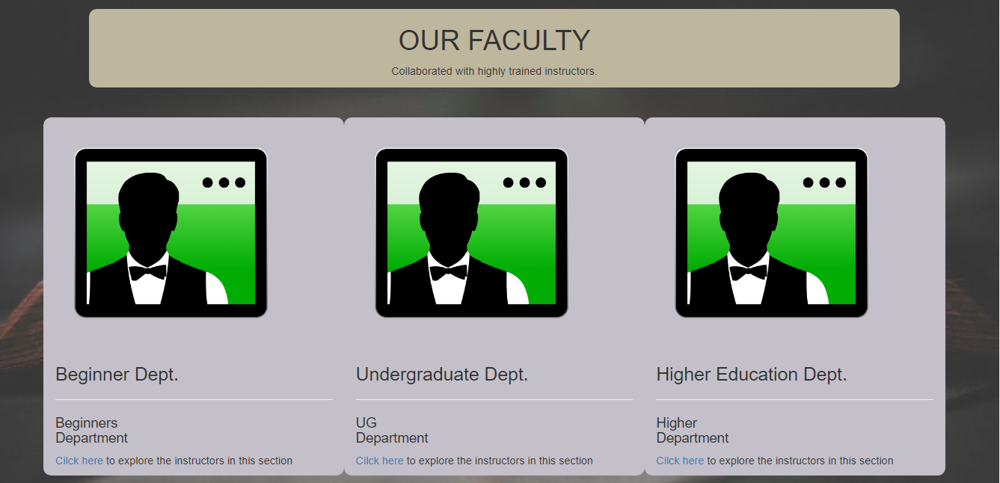 OUR FACULTY
Collaborated with highly trained instructors.
Beginner Dept.
Beginners
Department
Cilck here to explore the instructors in this section
Undergraduate Dept.
UG
Department
Cilck here to explore the instructors in this section
Higher Education Dept.
Higher
Department
Cilck here to explore the instructors in this section